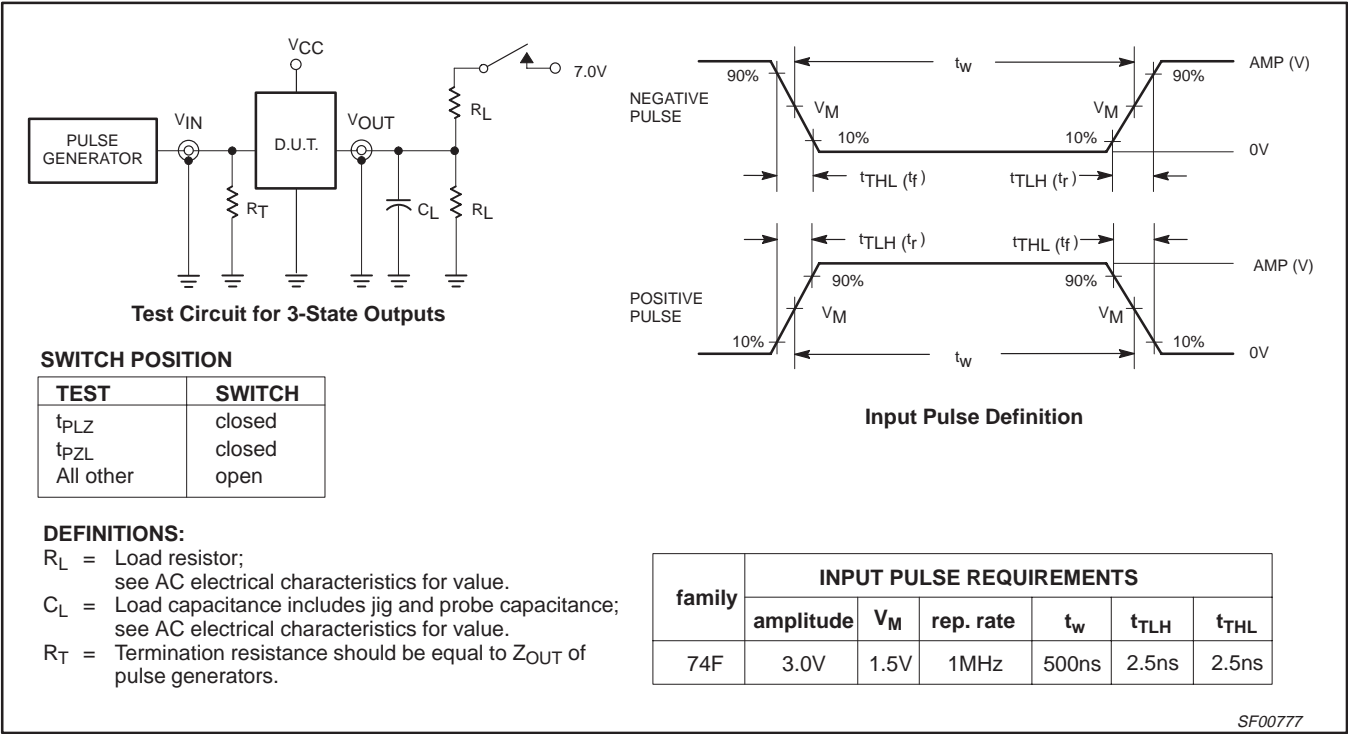 VCC
7.0V
RL
PULSE
GENERATOR
VIN
D.U.T.
VOUT
RT
CL
RL
Test Circuit for 3-State Outputs
SWITCH POSITION
TEST SWITCH
tPLZ closed
tPZL closed
All other open
DEFINITIONS:
RL = Load resistor;
see AC electrical characteristics for value.
CL = Load capacitance includes jig and probe capacitance;
see AC electrical characteristics for value.
RT = Termination resistance should be equal to ZOUT of
pulse generators.
NEGATIVE
PULSE
90% tw 90% AMP (V)
VM VM
10% 10% 0V
tTHL (tf) tTLH (tr)
tTLH (tr) tTHL (tf)
AMP (V)
90% 90%
POSITIVE
PULSE
VM VM
10% tw 10% 0V
Input Pulse Definition
family INPUT PULSE REQUIREMENTS
amplitude VM rep. rate tw tTLH tTHL
74F 3.0V 1.5V 1MHz 500ns 2.5ns 2.5ns
SF00777